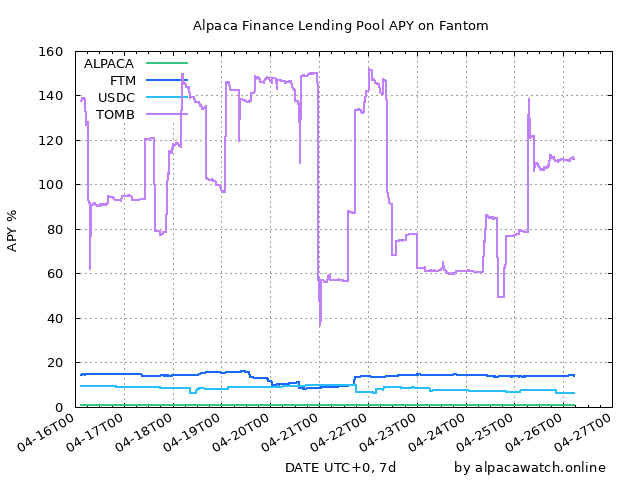 Alpaca Finance Lending Pool APY on Fantom
160
140
120
100
80
60
40
20
0
APY %
ALPACA
FTM
USDC
TOMB
04-16T00
04-17T00
04-18T00
04-19T00
04-20T00
04-21T00
04-22T00
04-23T00
04-24T00
04-25T00
04-26T00
04-27T00
DATE UTC+0, 7d
by alpacawatch.online